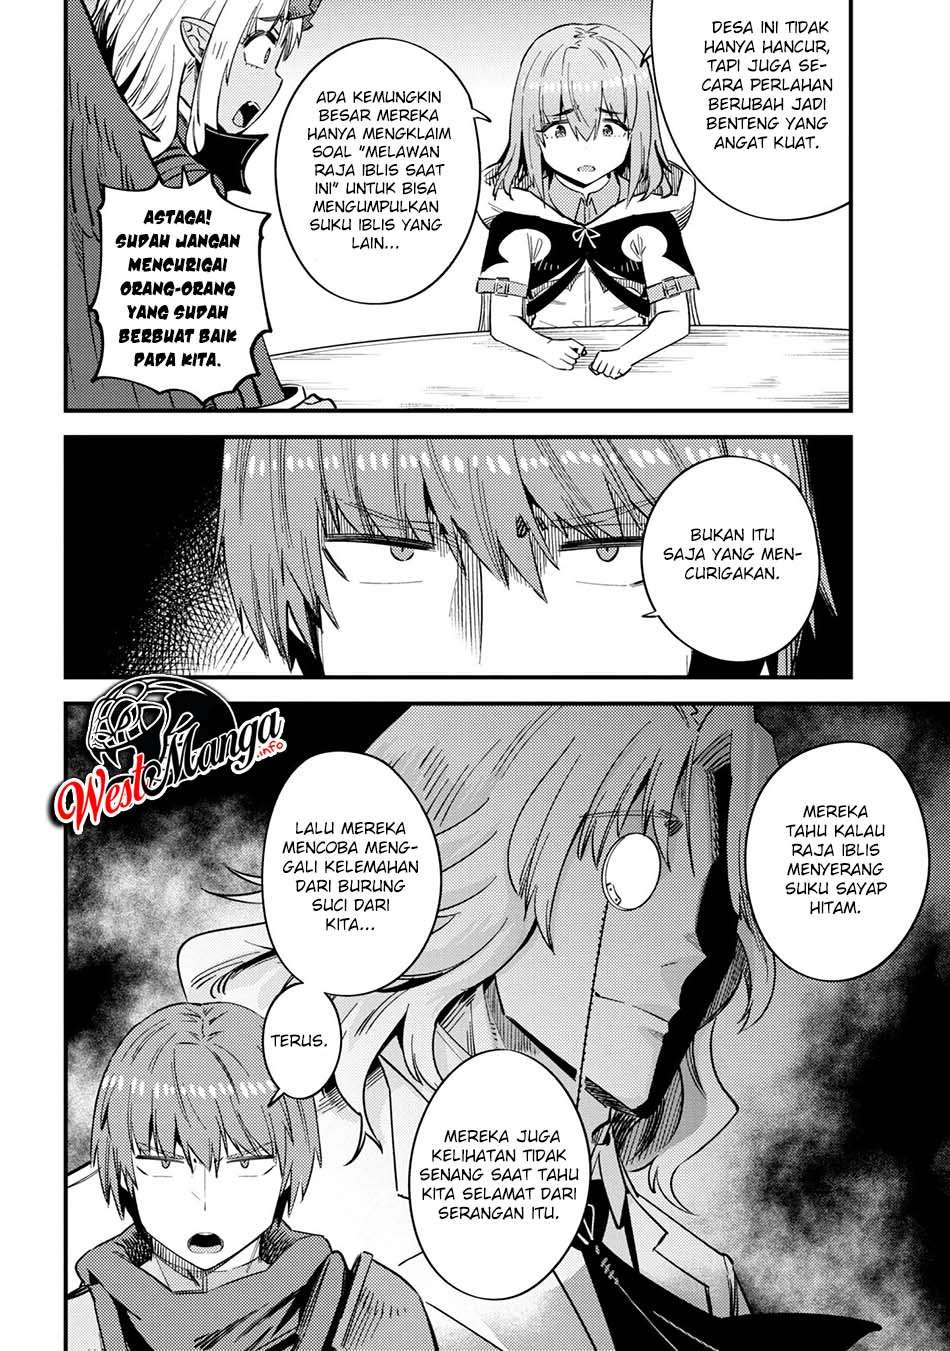 DESA INI TIDAK
HANYA HANCUR,
TAPI JUGA SE-
CARA PERLAHAN
BERUBAH JADI
BENTENG YANG
ANGAT KUAT.
ADA KEMUNGKIN
BESAR MEREKA
HANYA MENGKLAIM
SOAL "MELAWAN
RAJA IBLIS SAAT
INI" UNTUK BISA
MENGUMPULKAN
SUKU IBLIS YANG
LAIN...
ASTAGA!
SUDAH JANGAN
MENCURIGAI
ORANG-ORANG
YANG SUDAH
BERBUAT BAIK
PADA KITA.
BUKAN ITU
SAJA YANG MEN-
CURIGAKAN.
MEREKA
TAHU KALAU
RAJA IBLIS
MENYERANG
SUKU SAYAP
HITAM.
LALU MEREKA
MENCOBA MENG-
GALI KELEMAHAN
DARI BURUNG
SUCI DARI
KITA...
TERUS.
MEREKA JUGA
KELIHATAN TIDAK
SENANG SAAT TAHU
KITA SELAMAT DARI
SERANGAN ITU.
WestManga
.info